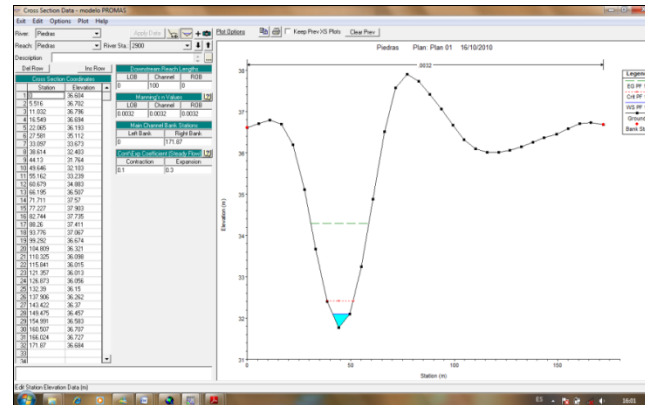 Cross Section Data - modelo PROMAS
Exit Edit Options Plot Help
River: Piedras Apply Data
Reach: Piedras River Sta.: 2900
Description
Del Row Ins Row
Cross Section Coordinates
Station Elevation
1 0 36.604
2 5.516 36.702
3 11.032 36.796
4 16.549 36.694
5 22.065 36.193
6 27.581 35.112
7 33.097 33.673
8 38.614 32.403
9 44.13 31.764
10 49.646 32.103
11 55.162 33.239
12 60.679 34.883
13 66.195 36.507
14 71.711 37.57
15 77.227 37.903
16 82.744 37.735
17 88.26 37.411
18 93.776 37.067
19 99.292 36.674
20 104.809 36.321
21 110.325 36.098
22 115.841 36.015
23 121.357 36.013
24 126.873 36.056
25 132.39 36.15
26 137.906 36.262
27 143.422 36.37
28 149.475 36.457
29 154.991 36.583
30 160.507 36.707
31 166.024 36.727
32 171.87 36.684
33
34
Downstream Reach Lengths
LOB Channel ROB
0 100 0
Manning's n Values
LOB Channel ROB
0.0032 0.0032 0.0032
Main Channel Bank Stations
Left Bank Right Bank
0 171.87
Cont\Exp Coefficient (Steady Flow)
Contraction Expansion
0.1 0.3
Edit Station Elevation Data (m)
Plot Options Keep Prev XS Plots Clear Prev
Piedras Plan: Plan 01 16/10/2010
.0032
Legend
EG PF 1
Crit PF 1
WS PF 1
Ground
Bank Sta
Elevation (m)
38
37
36
35
34
33
32
31
0 50 100 150
Station (m)
ES 16:01